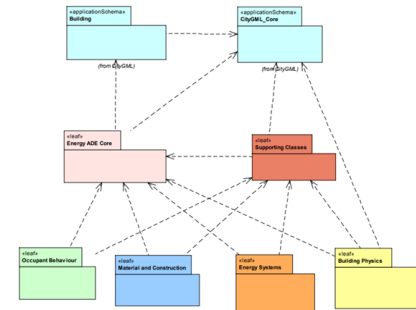 «applicationSchema»
Building
«applicationSchema»
CityGML_Core
(from CityGML)
(from CityGML)
«leaf»
Energy ADE Core
«leaf»
Supporting Classes
«leaf»
Occupant Behaviour
«leaf»
Material and Construction
«leaf»
Energy Systems
«leaf»
Building Physics